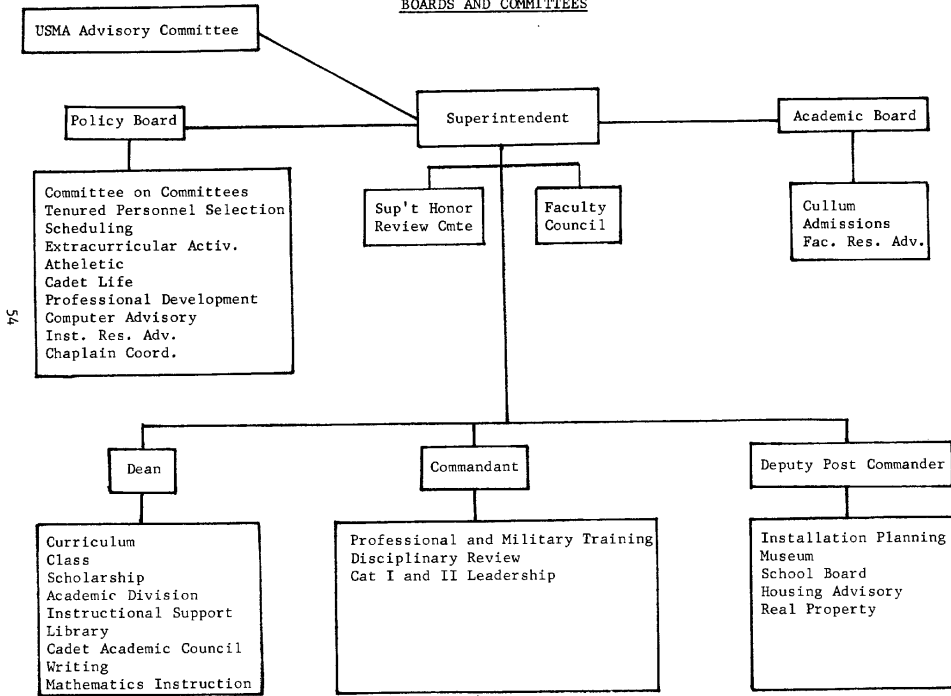 BOARDS AND COMMITTEES
USMA Advisory Committee
Policy Board
Superintendent
Academic Board
Committee on Committees
Tenured Personnel Selection
Scheduling
Extracurricular Activ.
Atheletic
Cadet Life
Professional Development
Computer Advisory
Inst. Res. Adv.
Chaplain Coord.
Sup't Honor
Review Cmte
Faculty
Council
Cullum
Admissions
Fac. Res. Adv.
54
Dean
Commandant
Deputy Post Commander
Curriculum
Class
Scholarship
Academic Division
Instructional Support
Library
Cadet Academic Council
Writing
Mathematics Instruction
Professional and Military Training
Disciplinary Review
Cat I and II Leadership
Installation Planning
Museum
School Board
Housing Advisory
Real Property